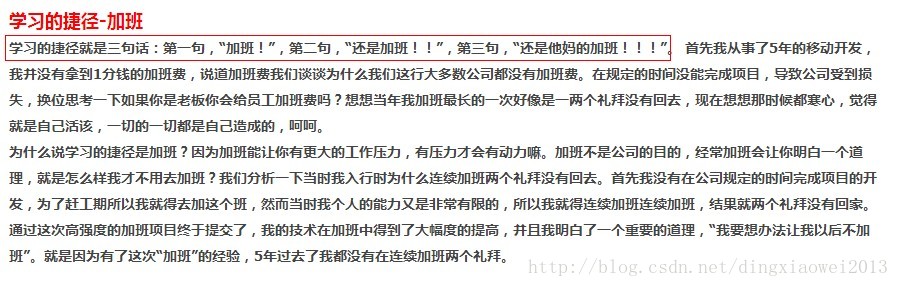 学习的捷径-加班
学习的捷径就是三句话：第一句，“加班！”，第二句，“还是加班！！”，第三句，“还是他妈的加班！！！”。 首先我从事了5年的移动开发，
我并没有拿到1分钱的加班费，说道加班费我们谈谈为什么我们这行大多数公司都没有加班费。在规定的时间没能完成项目，导致公司受到损
失，换位思考一下如果你是老板你会给员工加班费吗？想想当年我加班最长的一次好像是一两个礼拜没有回去，现在想想那时候都寒心，觉得
就是自己活该，一切的一切都是自己造成的，呵呵。
为什么说学习的捷径是加班？因为加班能让你有更大的工作压力，有压力才会有动力嘛。加班不是公司的目的，经常加班会让你明白一个道
理，就是怎么样我才不用去加班？我们分析一下当时我入行时为什么连续加班两个礼拜没有回去。首先我没有在公司规定的时间完成项目的开
发，为了赶工期所以我就得去加这个班，然而当时我个人的能力又是非常有限的，所以我就得连续加班连续加班，结果就两个礼拜没有回家。
通过这次高强度的加班项目终于提交了，我的技术在加班中得到了大幅度的提高，并且我明白了一个重要的道理，“我要想办法让我以后不加
班”。就是因为有了这次“加班”的经验，5年过去了我都没有在连续加班两个礼拜。
http://blog.csdn.net/dingxiaowei2013